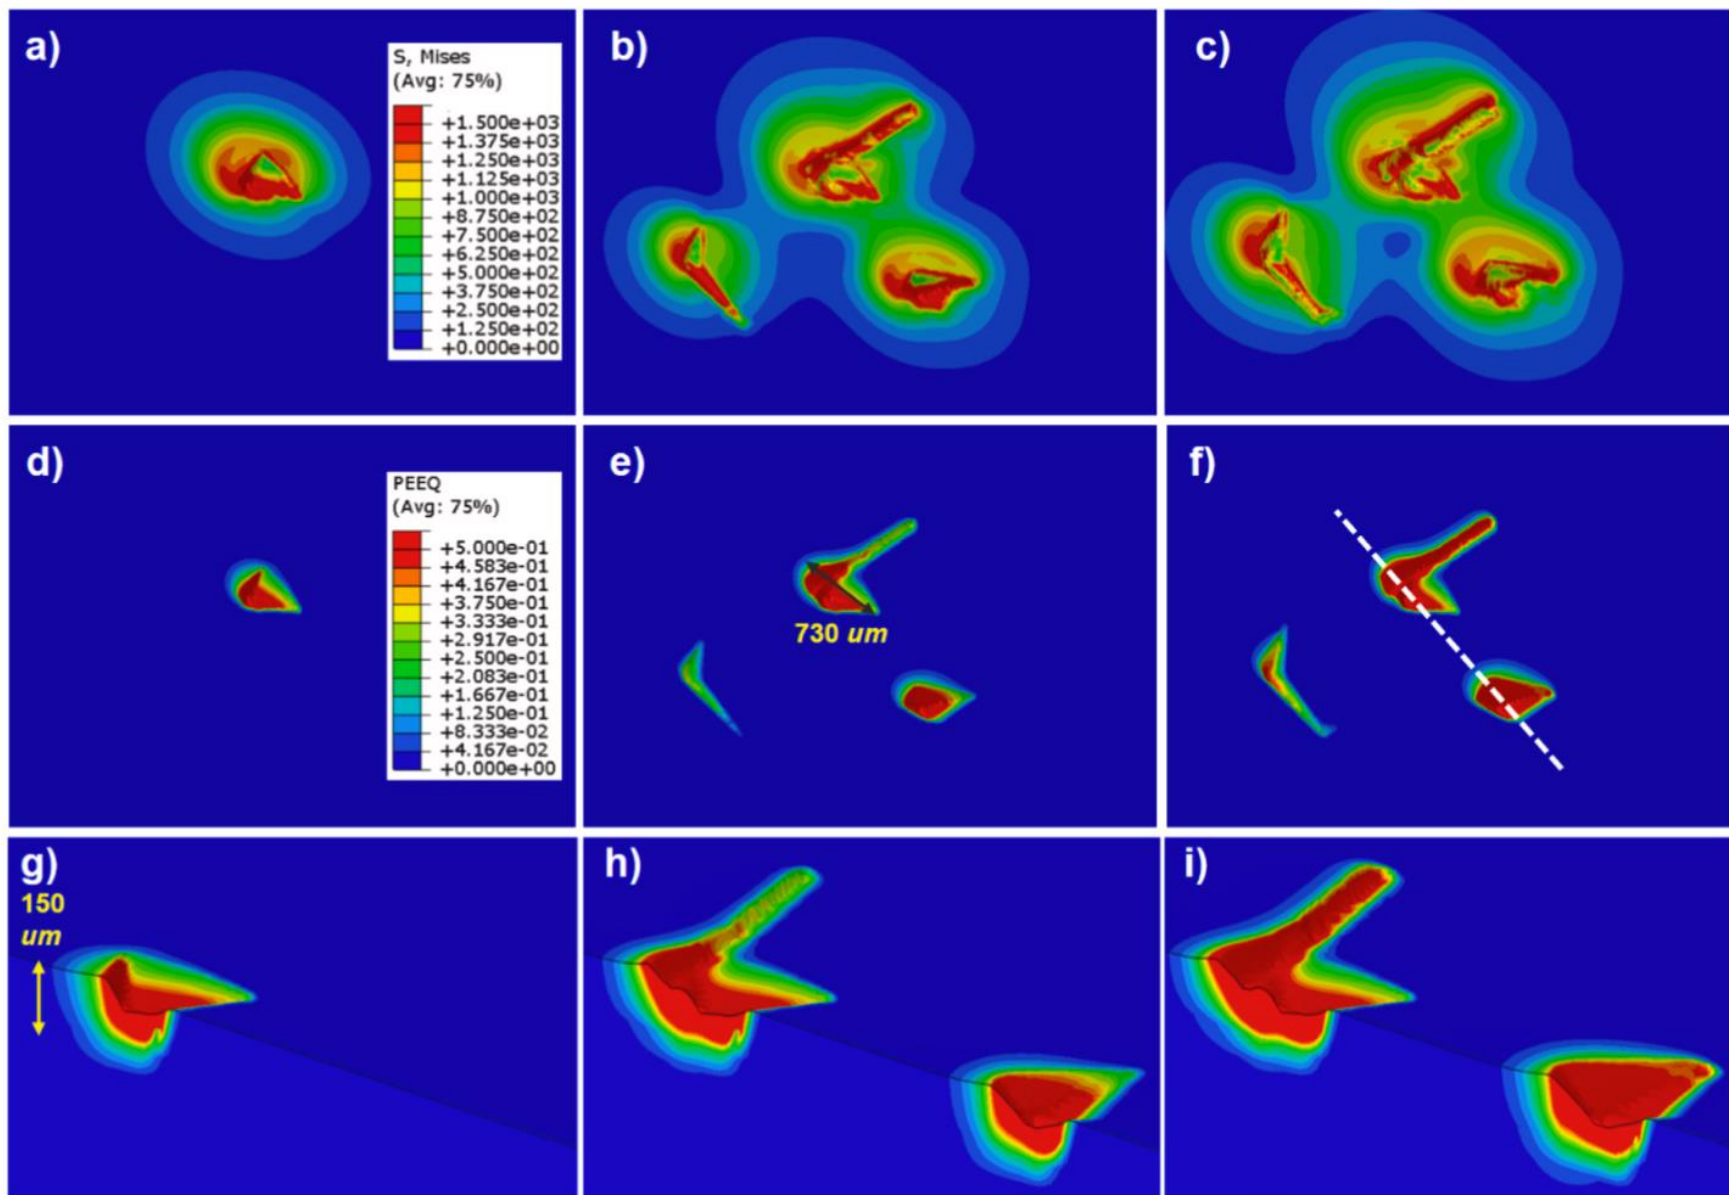 a)
S, Mises
(Avg: 75%)
+1.500e+03
+1.375e+03
+1.250e+03
+1.125e+03
+1.000e+03
+8.750e+02
+7.500e+02
+6.250e+02
+5.000e+02
+3.750e+02
+2.500e+02
+1.250e+02
+0.000e+00
b)
c)
d)
PEEQ
(Avg: 75%)
+5.000e-01
+4.583e-01
+4.167e-01
+3.750e-01
+3.333e-01
+2.917e-01
+2.500e-01
+2.083e-01
+1.667e-01
+1.250e-01
+8.333e-02
+4.167e-02
+0.000e+00
e)
730 um
f)
g)
150
um
h)
i)